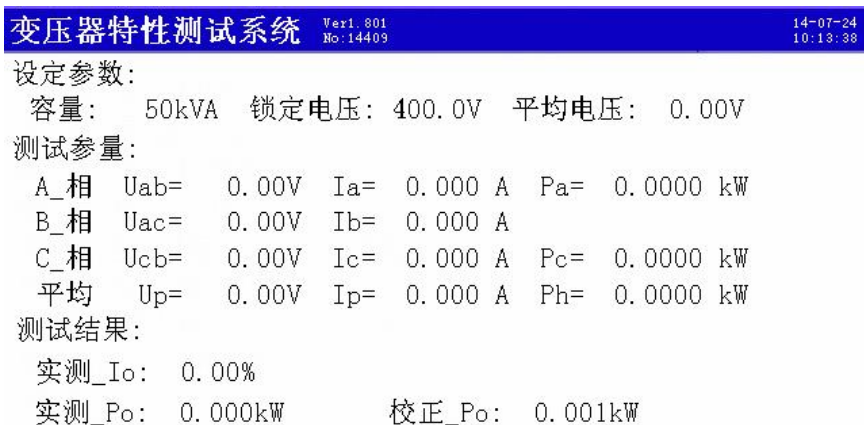 变压器特性测试系统 Ver1.801 No:14409 14-07-24 10:13:38
设定参数:
容量: 50kVA 锁定电压: 400.0V 平均电压: 0.00V
测试参量:
A_相 Uab= 0.00V Ia= 0.000 A Pa= 0.0000 kW
B_相 Uac= 0.00V Ib= 0.000 A
C_相 Ucb= 0.00V Ic= 0.000 A Pc= 0.0000 kW
平均 Up= 0.00V Ip= 0.000 A Ph= 0.0000 kW
测试结果:
实测_Io: 0.00%
实测_Po: 0.000kW 校正_Po: 0.001kW